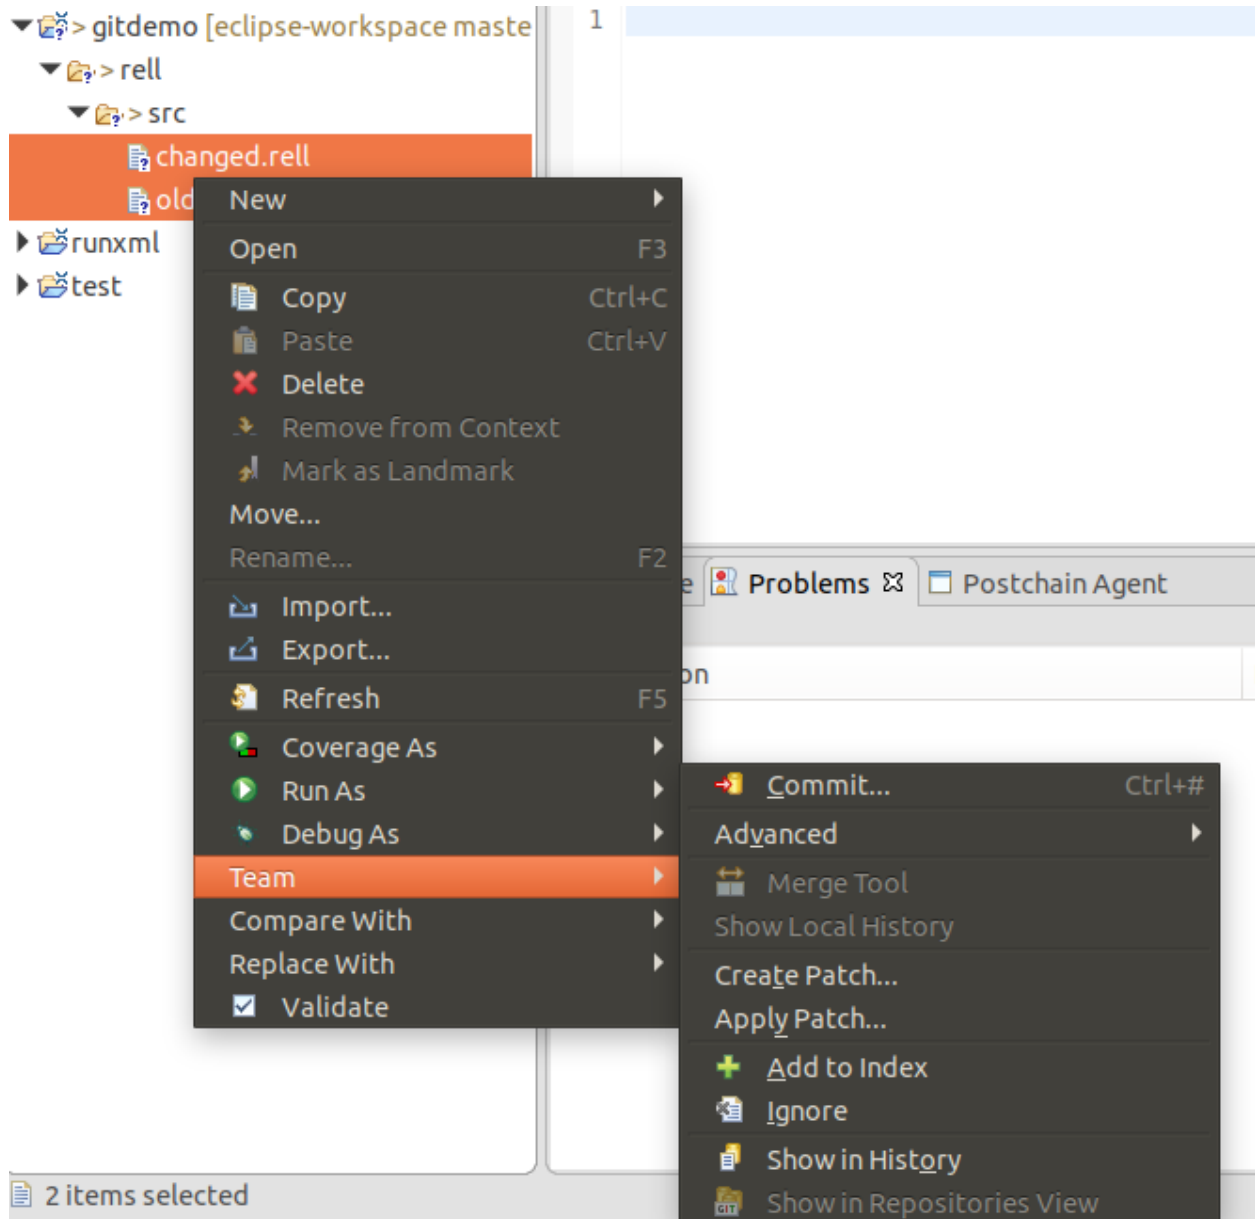 > gitdemo [eclipse-workspace maste
> rell
> src
changed.rell
old
runxml
test
1
New
Open F3
Copy Ctrl+C
Paste Ctrl+V
Delete
Remove from Context
Mark as Landmark
Move...
Rename... F2
Import...
Export...
Refresh F5
Coverage As
Run As
Debug As
Team
Compare With
Replace With
Validate
e Problems Postchain Agent
on
Commit... Ctrl+#
Advanced
Merge Tool
Show Local History
Create Patch...
Apply Patch...
Add to Index
Ignore
Show in History
GIT Show in Repositories View
2 items selected